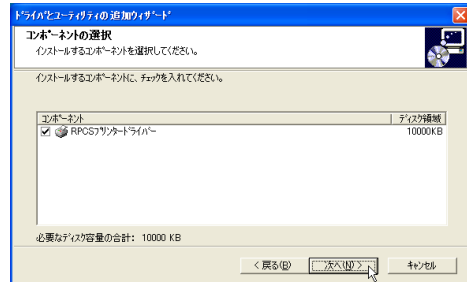 ドライバとユーティリティの追加ウィザード
コンポーネントの選択
インストールするコンポーネントを選択してください。
インストールするコンポーネントに、チェックを入れてください。
コンポーネント ディスク領域
RPCSプリンタードライバー 10000KB
必要なディスク容量の合計: 10000 KB
< 戻る(B) 次へ(N) > キャンセル